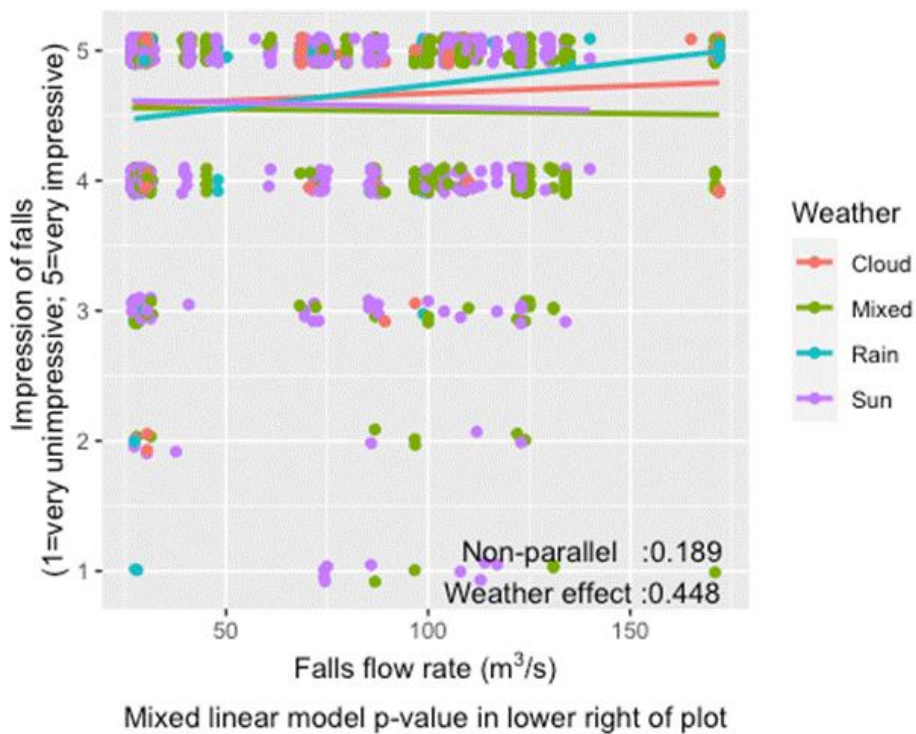 Impression of falls
(1=very unimpressive; 5=very impressive)
5
4
3
2
1
Non-parallel :0.189
Weather effect :0.448
50
100
150
Falls flow rate (m³/s)
Weather
Cloud
Mixed
Rain
Sun
Mixed linear model p-value in lower right of plot